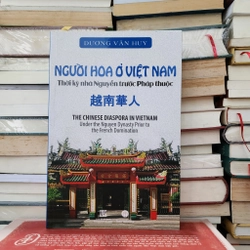 DƯƠNG VĂN HUY
NGƯỜI HOA Ở VIỆT NAM
Thời kỳ nhà Nguyễn trước Pháp thuộc
越南華人
THE CHINESE DIASPORA IN VIETNAM
Under the Nguyen Dynasty Prior to
the French Domination